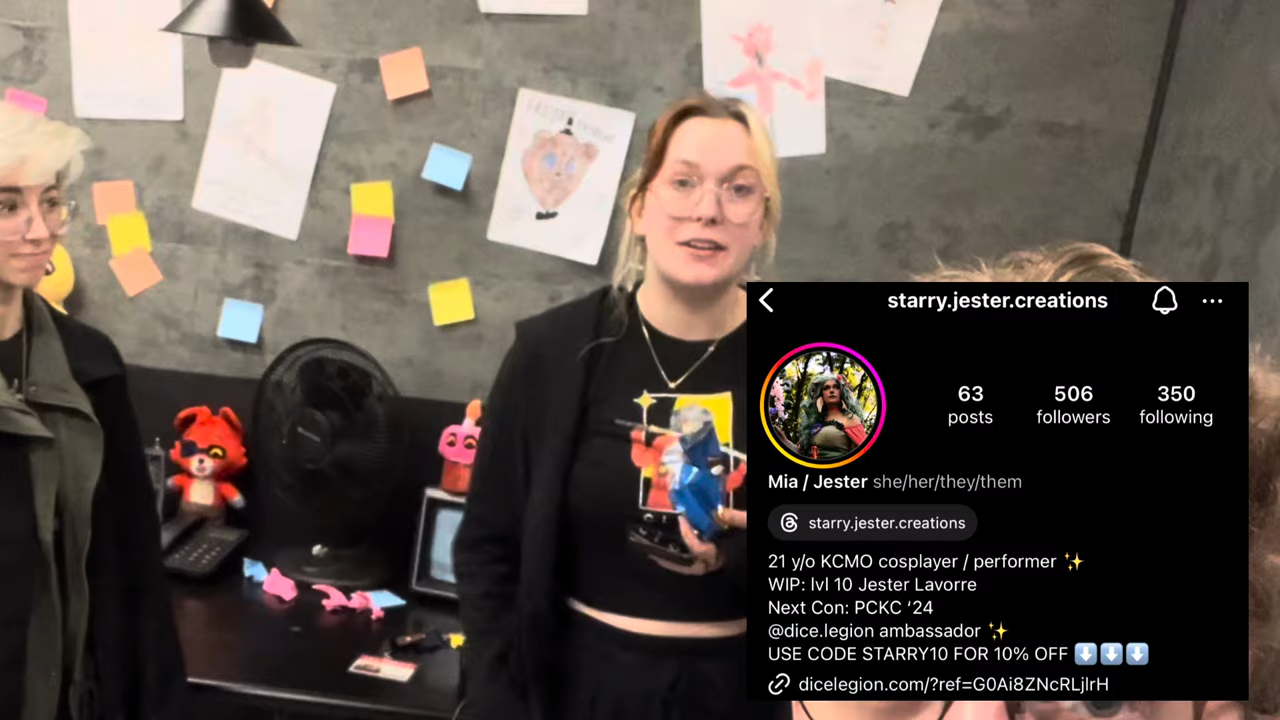 starry.jester.creations
63
506
350
posts
followers
following
Mia / Jester she/her/they/them
starry.jester.creations
21 y/o KCMO cosplayer / performer ✨
WIP: lvl 10 Jester Lavorre
Next Con: PCKC ‘24
@dice.legion ambassador ✨
USE CODE STARRY10 FOR 10% OFF ⬇️⬇️⬇️
dicelegion.com/?ref=G0Ai8ZNcRLjlrH